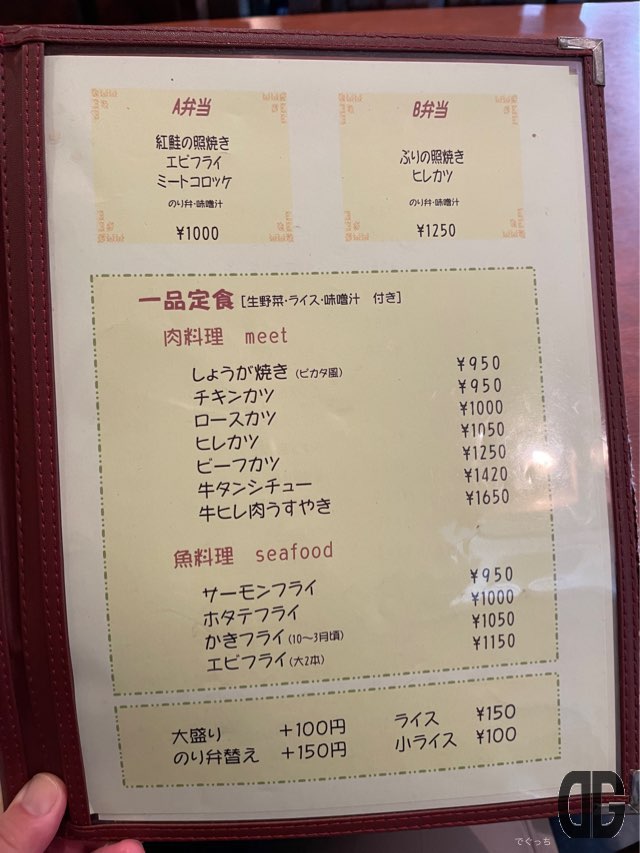 A弁当
紅鮭の照焼き
エビフライ
ミートコロッケ
のり弁・味噌汁
¥1000
B弁当
ぶりの照焼き
ヒレカツ
のり弁・味噌汁
¥1250
一品定食[生野菜・ライス・味噌汁 付き]
肉料理 meet
しょうが焼き(ピカタ風) ¥950
チキンカツ ¥950
ロースカツ ¥1000
ヒレカツ ¥1050
ビーフカツ ¥1250
牛タンシチュー ¥1420
牛ヒレ肉うすやき ¥1650
魚料理 seafood
サーモンフライ ¥950
ホタテフライ ¥1000
かきフライ(10〜3月頃) ¥1050
エビフライ(大2本) ¥1150
大盛り +100円 ライス ¥150
のり弁替え +150円 小ライス ¥100
DG
でぐっち